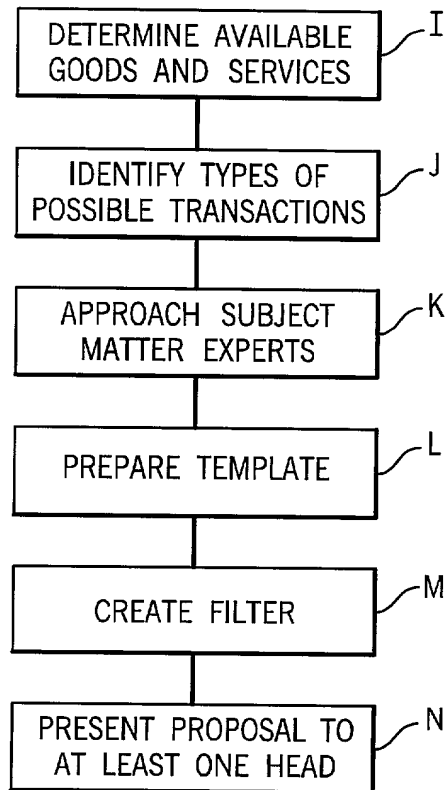 DETERMINE AVAILABLE
GOODS AND SERVICES
I
IDENTIFY TYPES OF
POSSIBLE TRANSACTIONS
J
APPROACH SUBJECT
MATTER EXPERTS
K
PREPARE TEMPLATE
L
CREATE FILTER
M
PRESENT PROPOSAL TO
AT LEAST ONE HEAD
N